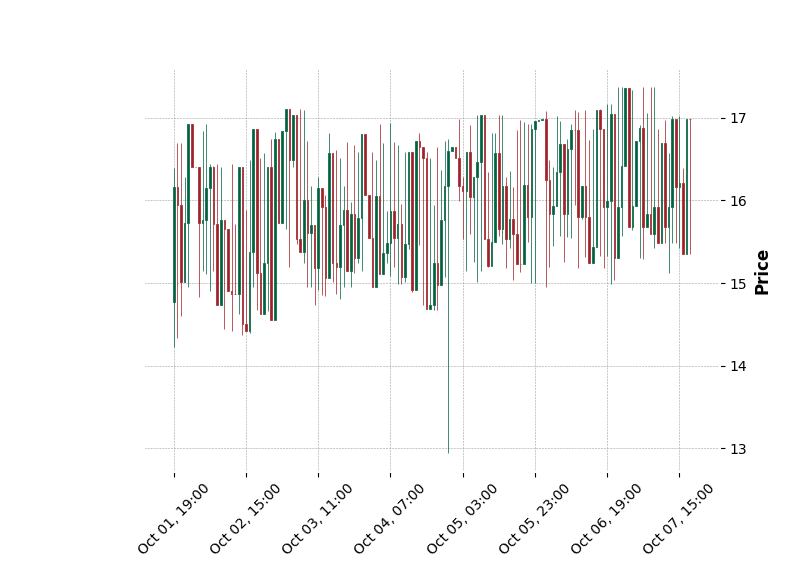 17
16
15
14
13
Price
Oct 01, 19:00
Oct 02, 15:00
Oct 03, 11:00
Oct 04, 07:00
Oct 05, 03:00
Oct 05, 23:00
Oct 06, 19:00
Oct 07, 15:00